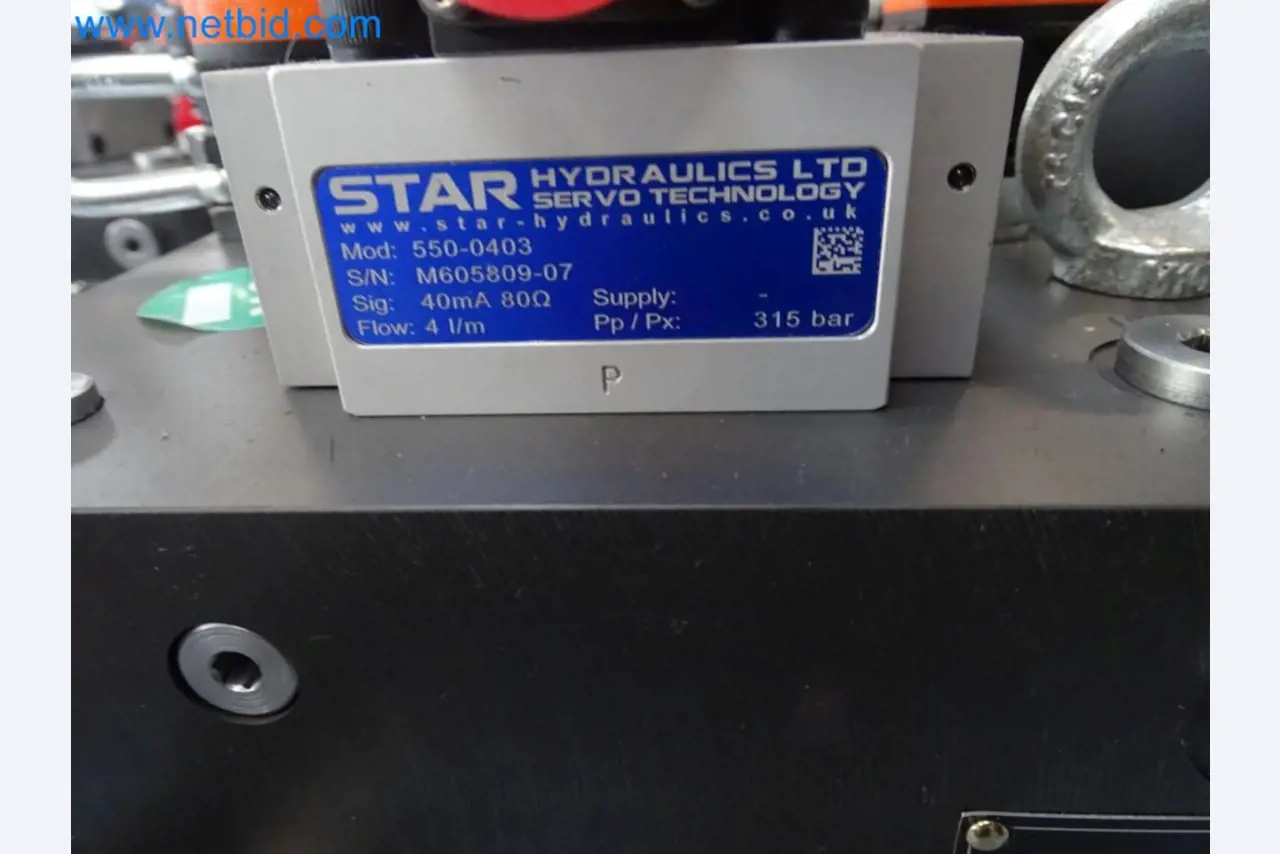 www.netbid.com
STAR HYDRAULICS LTD
SERVO TECHNOLOGY
www.star-hydraulics.co.uk
Mod: 550-0403
S/N: M605809-07
Sig: 40mA 80Ω Supply: -
Flow: 4 l/m Pp / Px: 315 bar
P